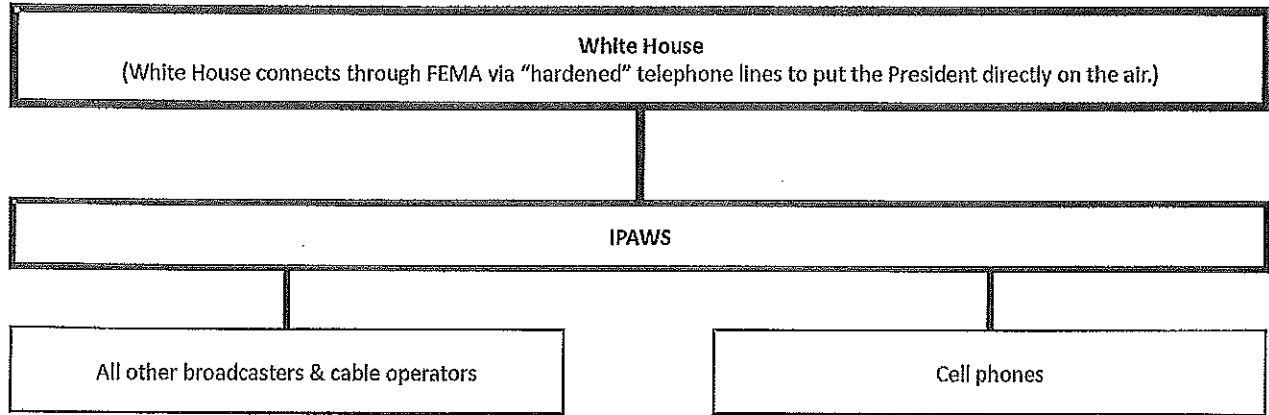 White House
(White House connects through FEMA via “hardened” telephone lines to put the President directly on the air.)
IPAWS
All other broadcasters & cable operators
Cell phones